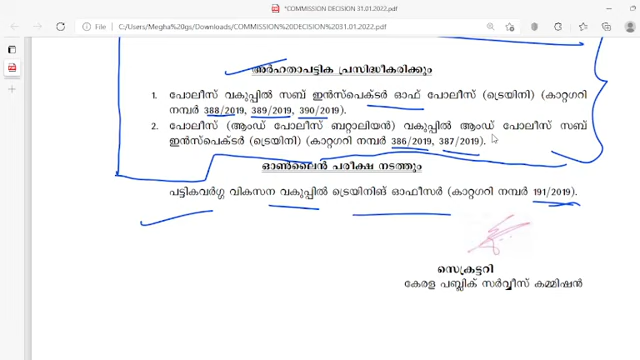 *COMMISSION DECISION 31.01.2022.pdf
File | C:/Users/Megha%20gs/Downloads/COMMISSION%20DECISION%2031.01.2022.pdf
അർഹതാപട്ടിക പ്രസിദ്ധീകരിക്കും
1. പോലീസ് വകുപ്പിൽ സബ് ഇൻസ്പെക്ടർ ഓഫ് പോലീസ് (ട്രെയിനി) (കാറ്റഗറി
നമ്പർ 388/2019, 389/2019, 390/2019).
2. പോലീസ് (ആംഡ് പോലീസ് ബറ്റാലിയൻ) വകുപ്പിൽ ആംഡ് പോലീസ് സബ്
ഇൻസ്പെക്ടർ (ട്രെയിനി) (കാറ്റഗറി നമ്പർ 386/2019, 387/2019).
ഓൺലൈൻ പരീക്ഷ നടത്തും
പട്ടികവർഗ്ഗ വികസന വകുപ്പിൽ ട്രെയിനിങ് ഓഫീസർ (കാറ്റഗറി നമ്പർ 191/2019).
സെക്രട്ടറി
കേരള പബ്ലിക് സർവ്വീസ് കമ്മിഷൻ